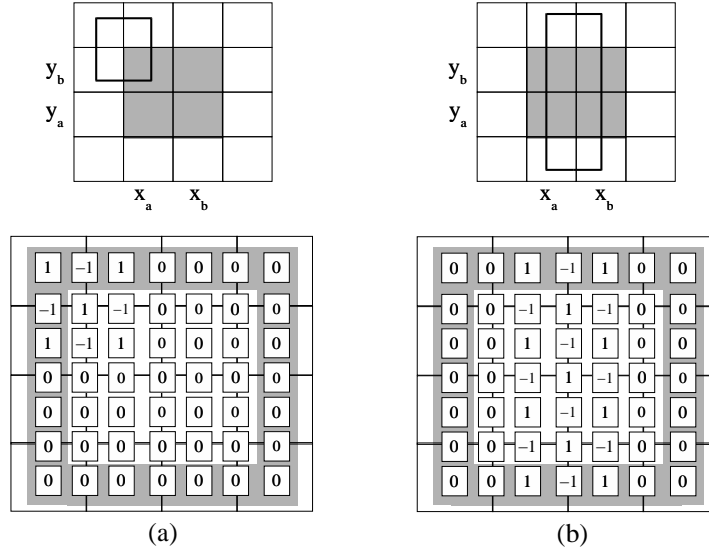 y_b y_b
y_a y_a
x_a x_b x_a x_b
1 −1 1 0 0 0 0 0 0 1 −1 1 0 0
−1 1 −1 0 0 0 0 0 0 −1 1 −1 0 0
1 −1 1 0 0 0 0 0 0 1 −1 1 0 0
0 0 0 0 0 0 0 0 0 −1 1 −1 0 0
0 0 0 0 0 0 0 0 0 1 −1 1 0 0
0 0 0 0 0 0 0 0 0 −1 1 −1 0 0
0 0 0 0 0 0 0 0 0 1 −1 1 0 0
(a) (b)